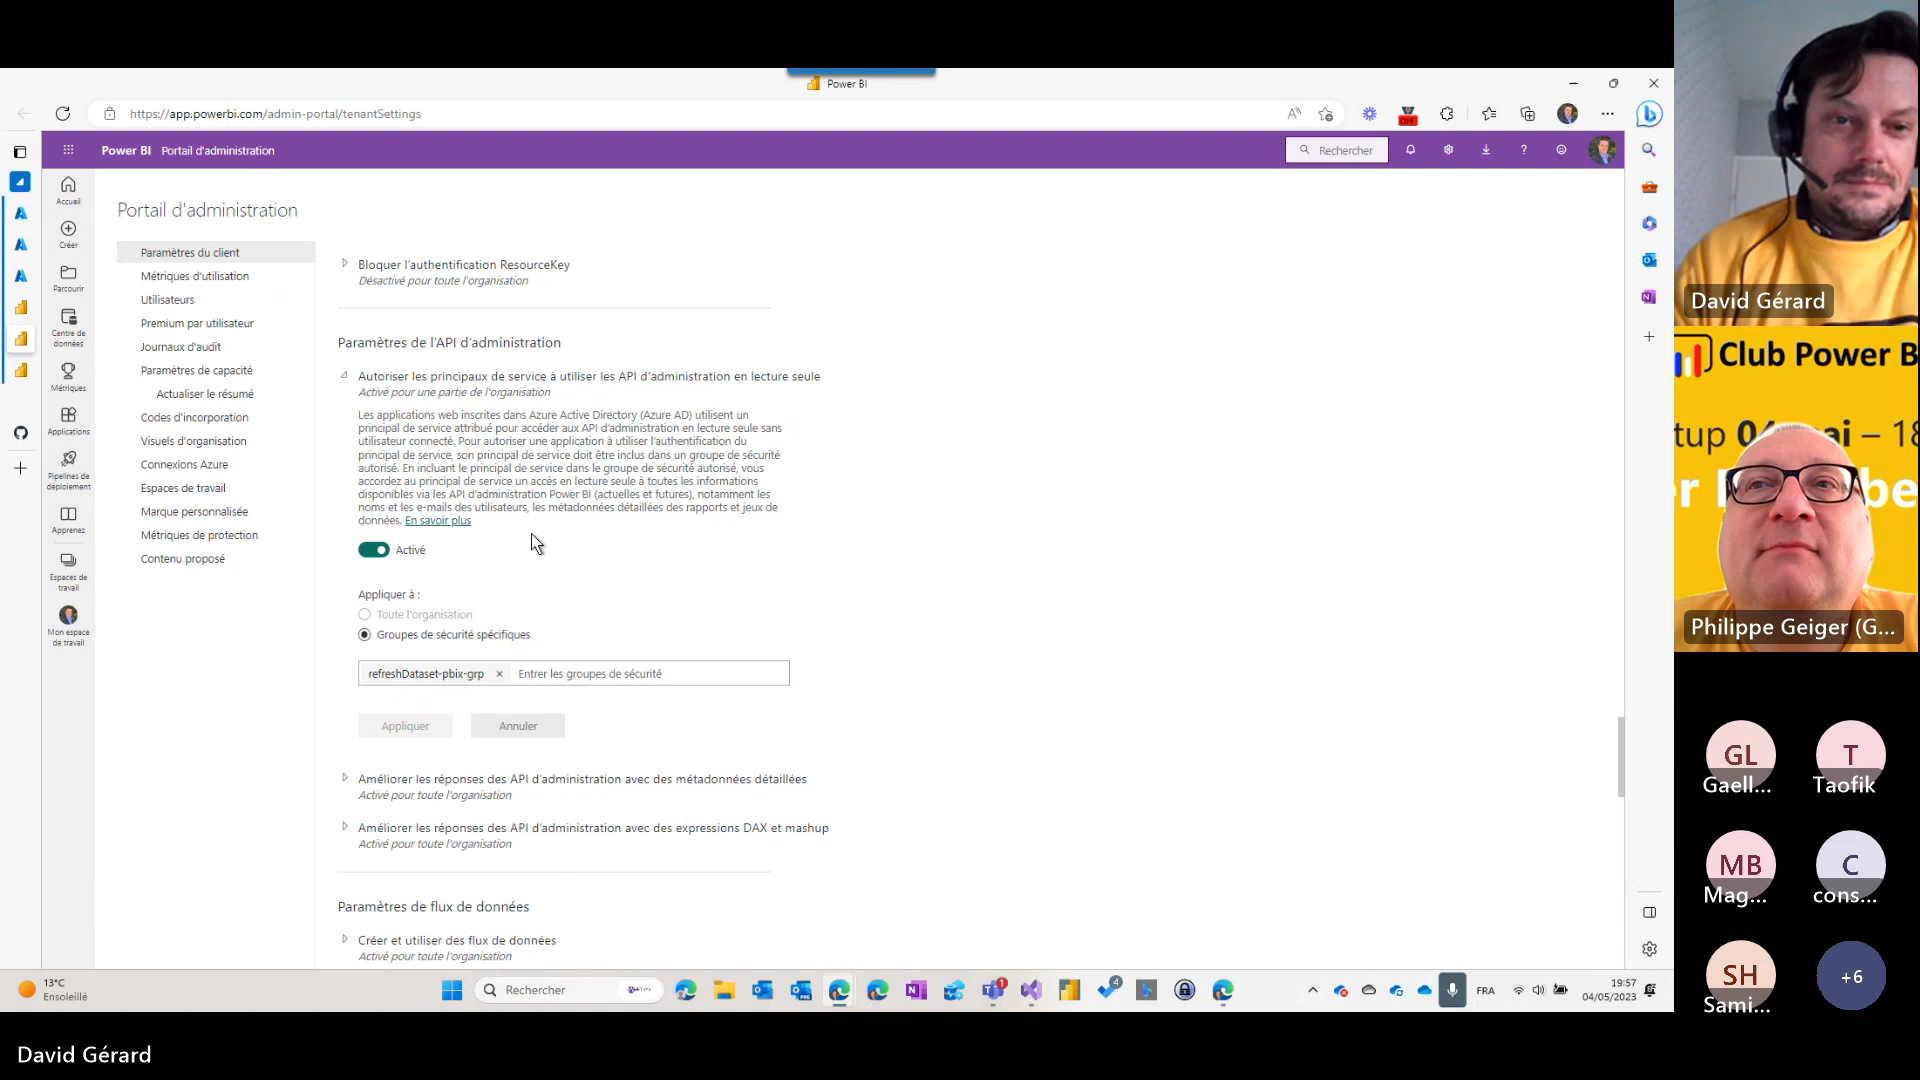 Power BI
https://app.powerbi.com/admin-portal/tenantSettings
OFF
Power BI Portail d'administration
Rechercher
Accueil
Créer
Parcourir
Centre de
données
Métriques
Applications
Pipelines de
déploiement
Apprenez
Espaces de
travail
Mon espace
de travail
Portail d'administration
Paramètres du client
Métriques d'utilisation
Utilisateurs
Premium par utilisateur
Journaux d'audit
Paramètres de capacité
Actualiser le résumé
Codes d'incorporation
Visuels d'organisation
Connexions Azure
Espaces de travail
Marque personnalisée
Métriques de protection
Contenu proposé
Bloquer l'authentification ResourceKey
Désactivé pour toute l'organisation
Paramètres de l'API d'administration
Autoriser les principaux de service à utiliser les API d'administration en lecture seule
Activé pour une partie de l'organisation
Les applications web inscrites dans Azure Active Directory (Azure AD) utilisent un
principal de service attribué pour accéder aux API d'administration en lecture seule sans
utilisateur connecté. Pour autoriser une application à utiliser l'authentification du
principal de service, son principal de service doit être inclus dans un groupe de sécurité
autorisé. En incluant le principal de service dans le groupe de sécurité autorisé, vous
accordez au principal de service un accès en lecture seule à toutes les informations
disponibles via les API d'administration Power BI (actuelles et futures), notamment les
noms et les e-mails des utilisateurs, les métadonnées détaillées des rapports et jeux de
données. En savoir plus
Activé
Appliquer à :
Toute l'organisation
Groupes de sécurité spécifiques
refreshDataset-pbix-grp × Entrer les groupes de sécurité
Appliquer Annuler
Améliorer les réponses des API d'administration avec des métadonnées détaillées
Activé pour toute l'organisation
Améliorer les réponses des API d'administration avec des expressions DAX et mashup
Activé pour toute l'organisation
Paramètres de flux de données
Créer et utiliser des flux de données
Activé pour toute l'organisation
13°C
Ensoleillé
Rechercher
1
4
FRA
19:57
04/05/2023
David Gérard
Club Power B
tup 04 mai – 18
Philippe Geiger (G...
GL
Gaell...
T
Taofik
MB
Mag...
C
cons...
SH
Sami...
+6
David Gérard